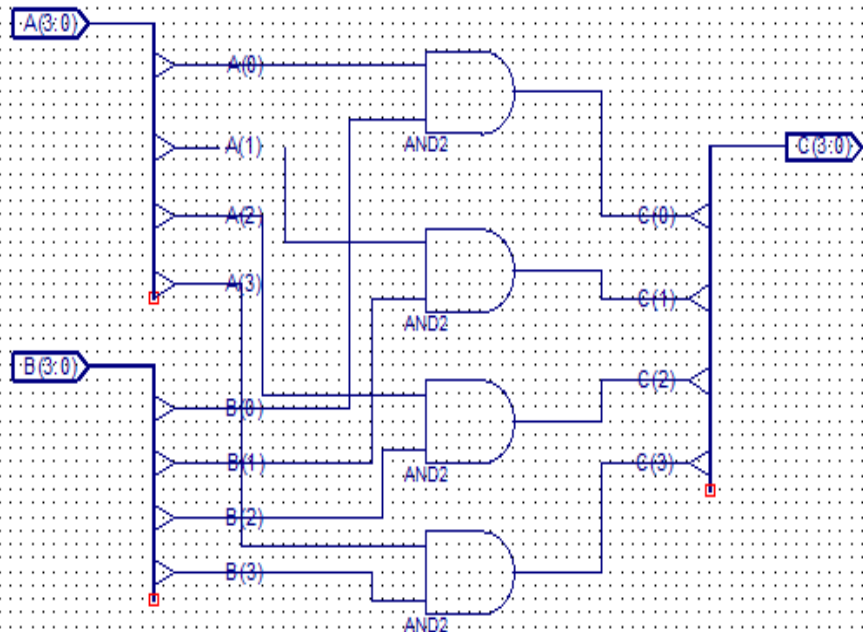 A(3:0)
A(0)
AND2
A(1)
C(3:0)
A(2)
C(0)
A(3)
C(1)
AND2
B(3:0)
C(2)
B(0)
B(1)
C(3)
AND2
B(2)
B(3)
AND2